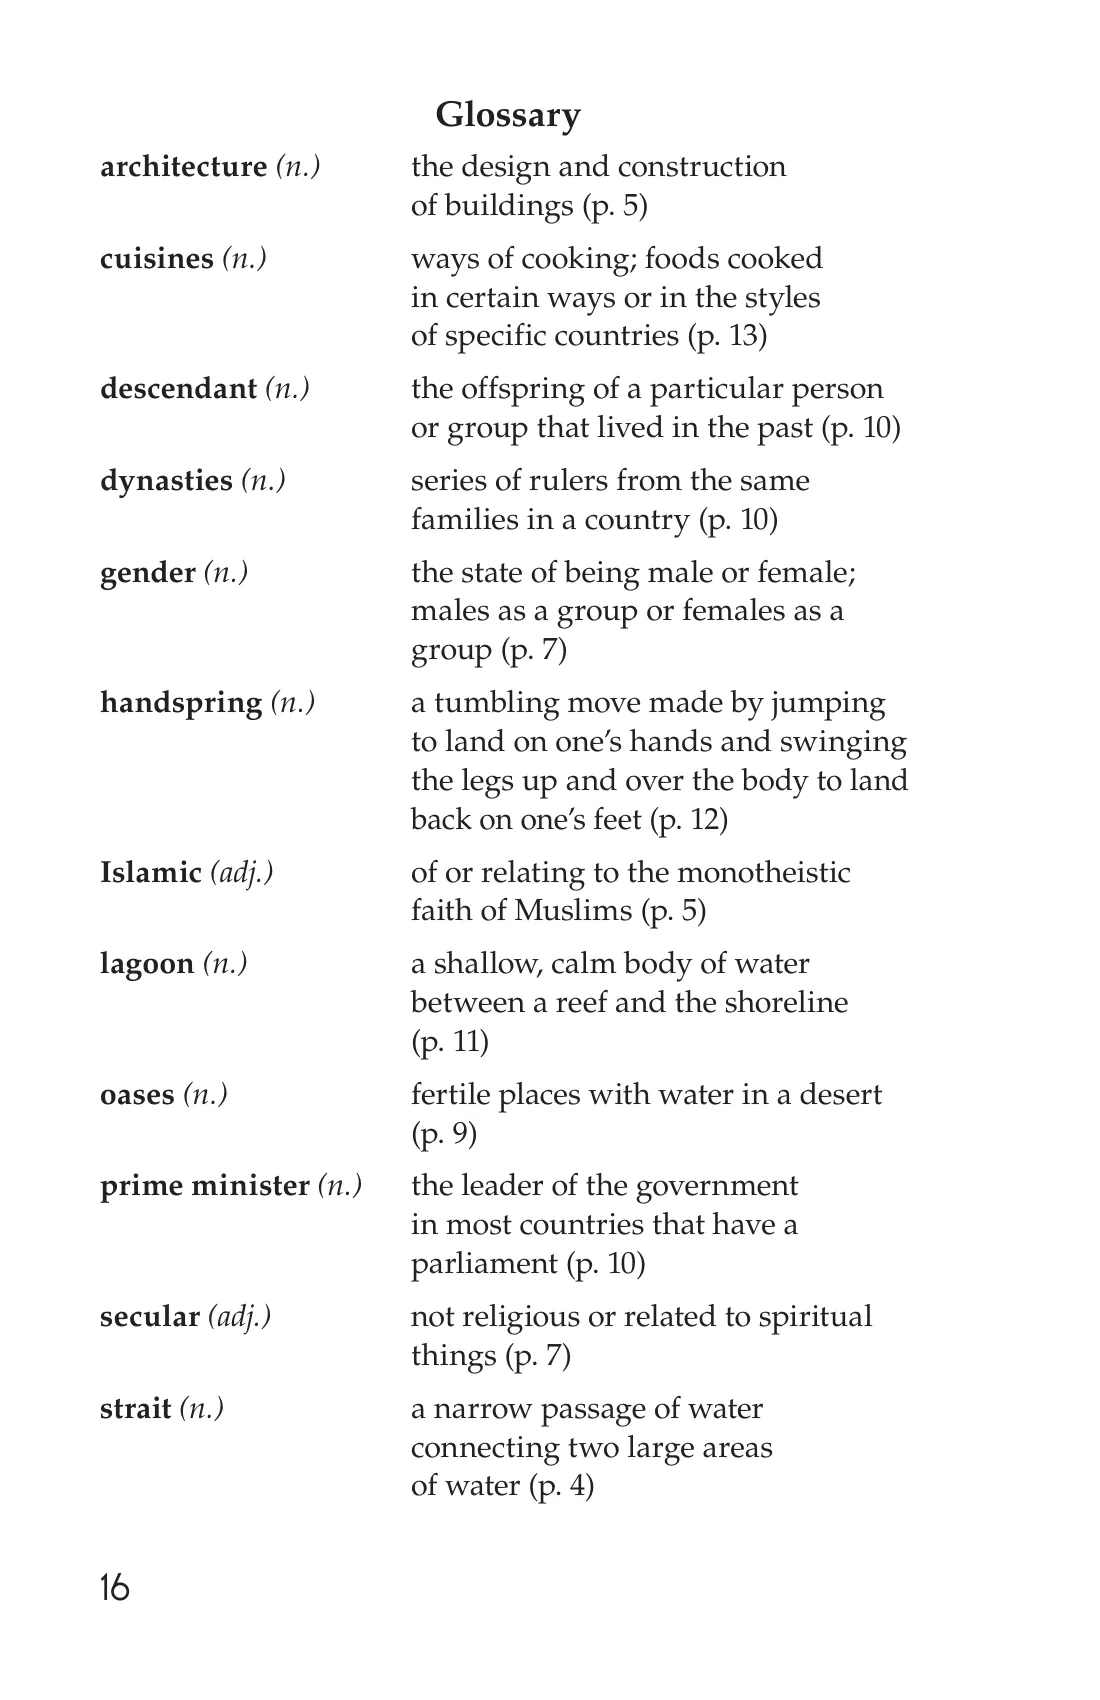 Glossary
architecture (n.) the design and construction
of buildings (p. 5)
cuisines (n.) ways of cooking; foods cooked
in certain ways or in the styles
of specific countries (p. 13)
descendant (n.) the offspring of a particular person
or group that lived in the past (p. 10)
dynasties (n.) series of rulers from the same
families in a country (p. 10)
gender (n.) the state of being male or female;
males as a group or females as a
group (p. 7)
handspring (n.) a tumbling move made by jumping
to land on one’s hands and swinging
the legs up and over the body to land
back on one’s feet (p. 12)
Islamic (adj.) of or relating to the monotheistic
faith of Muslims (p. 5)
lagoon (n.) a shallow, calm body of water
between a reef and the shoreline
(p. 11)
oases (n.) fertile places with water in a desert
(p. 9)
prime minister (n.) the leader of the government
in most countries that have a
parliament (p. 10)
secular (adj.) not religious or related to spiritual
things (p. 7)
strait (n.) a narrow passage of water
connecting two large areas
of water (p. 4)
16